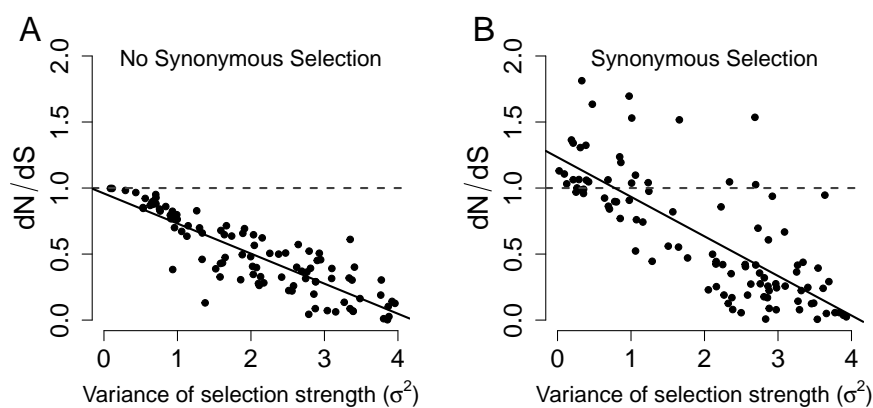 A
No Synonymous Selection
dN/dS
2.0
1.5
1.0
0.5
0.0
0 1 2 3 4
Variance of selection strength (σ²)
B
Synonymous Selection
dN/dS
2.0
1.5
1.0
0.5
0.0
0 1 2 3 4
Variance of selection strength (σ²)